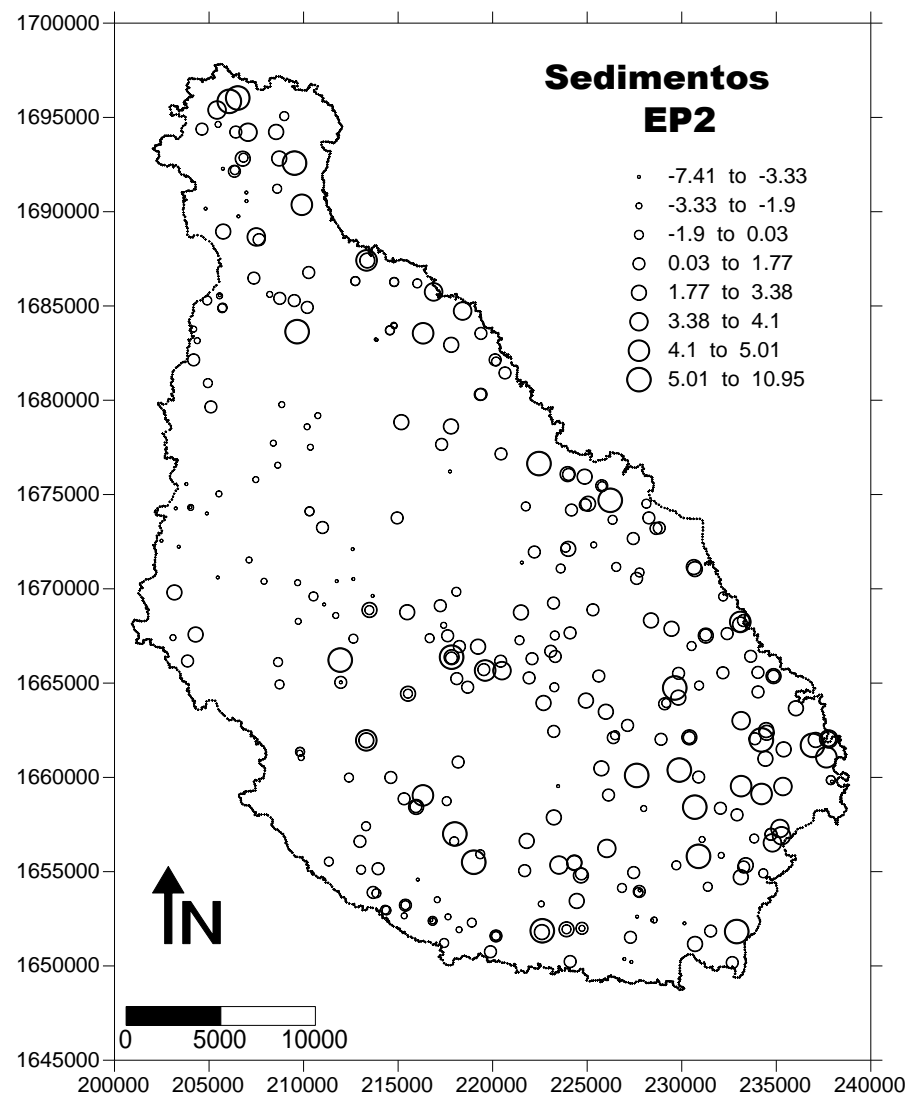 1700000
Sedimentos
EP2
1695000
-7.41 to -3.33
-3.33 to -1.9
1690000
-1.9 to 0.03
0.03 to 1.77
1685000
1.77 to 3.38
3.38 to 4.1
4.1 to 5.01
1680000
5.01 to 10.95
1675000
1670000
1665000
1660000
1655000
N
1650000
0 5000 10000
1645000
200000 205000 210000 215000 220000 225000 230000 235000 240000